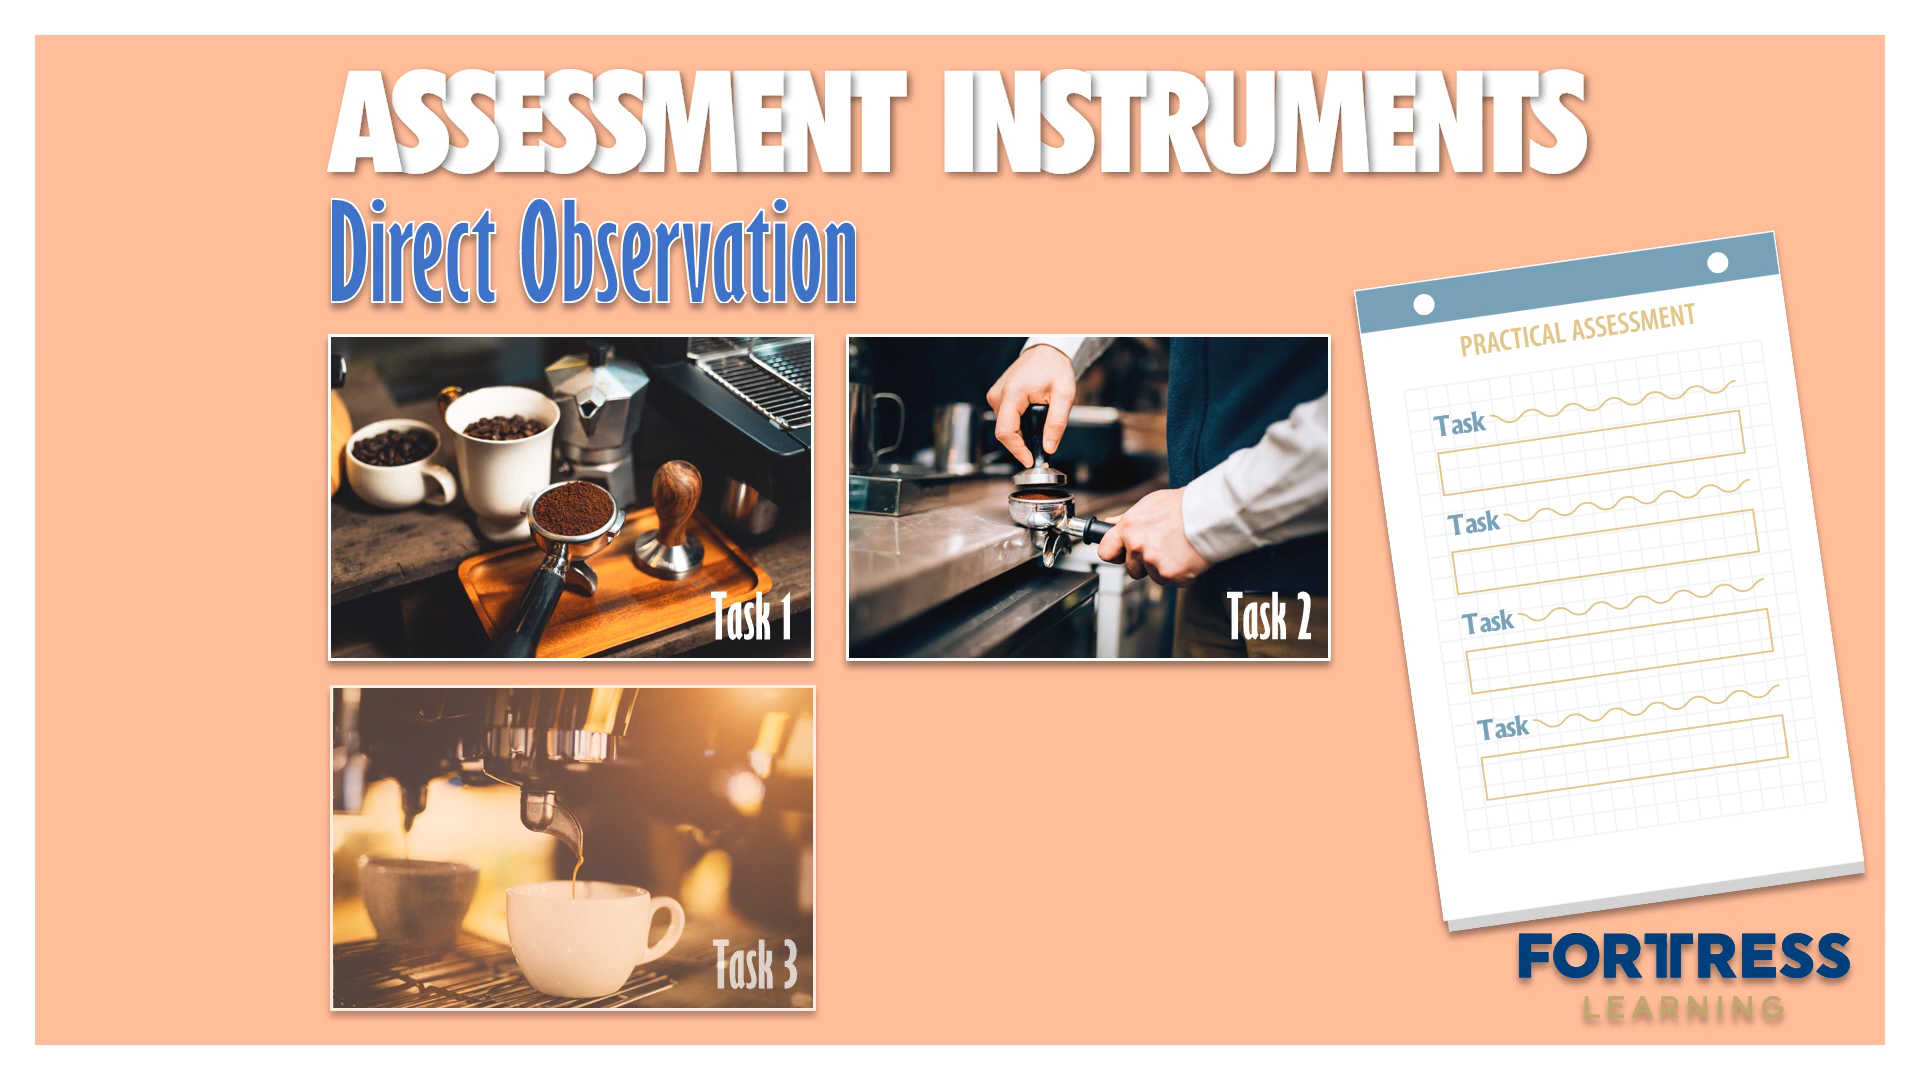 ASSESSMENT INSTRUMENTS
Direct Observation
Task 1
Task 2
Task 3
PRACTICAL ASSESSMENT
Task
Task
Task
Task
FORTRESS
LEARNING